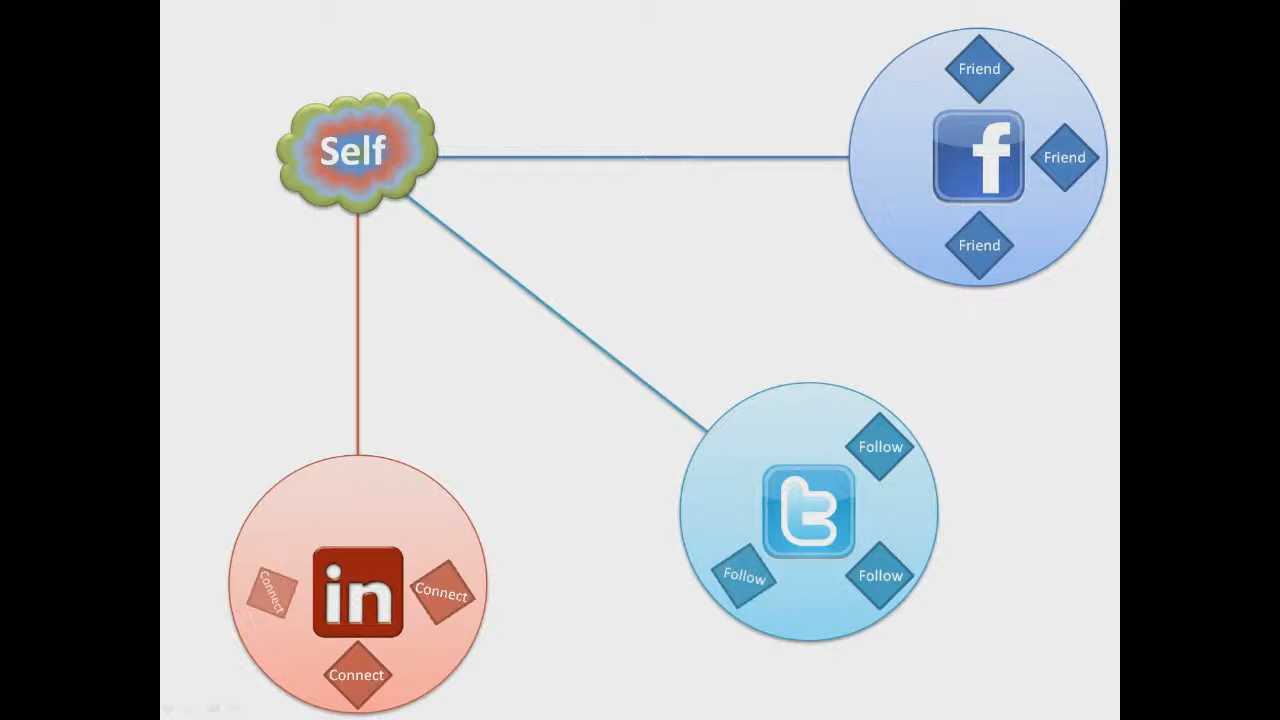 Friend
Self
f
Friend
Friend
Follow
t
Follow
Follow
Connect
in
Connect
Connect